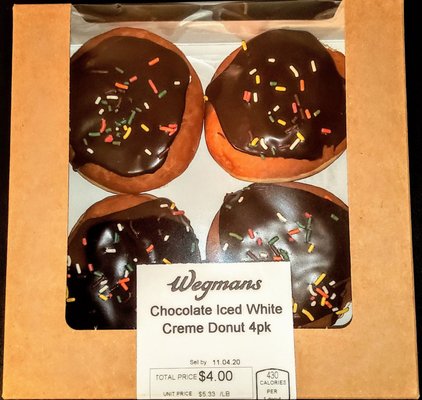 Wegmans
Chocolate Iced White
Creme Donut 4pk
Sell by 11.04.20
TOTAL PRICE $4.00
UNIT PRICE $5.33 /LB
430
CALORIES
PER